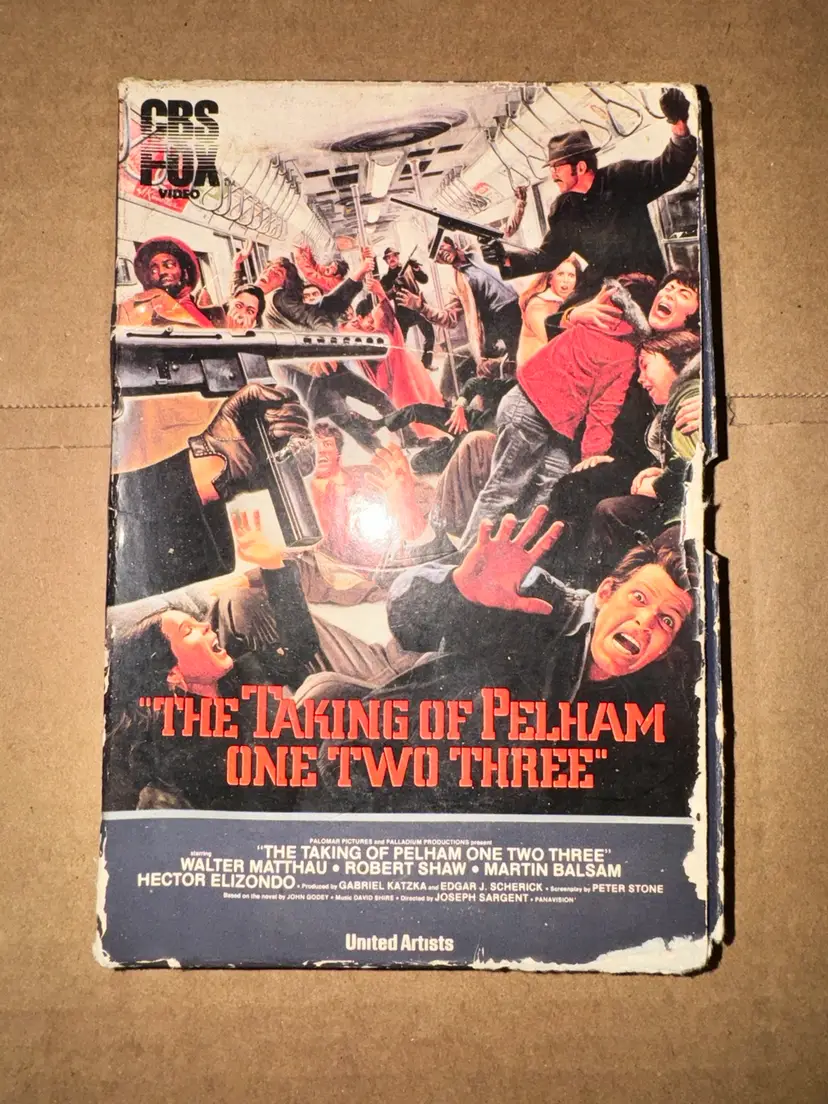 CBS
FOX
VIDEO
"THE TAKING OF PELHAM
ONE TWO THREE"
PALOMAR PICTURES and PALLADIUM PRODUCTIONS present
starring "THE TAKING OF PELHAM ONE TWO THREE"
WALTER MATTHAU • ROBERT SHAW • MARTIN BALSAM
HECTOR ELIZONDO • Produced by GABRIEL KATZKA and EDGAR J. SCHERICK • Screenplay by PETER STONE
Based on the novel by JOHN GODEY • Music DAVID SHIRE • Directed by JOSEPH SARGENT • PANAVISION®
United Artists